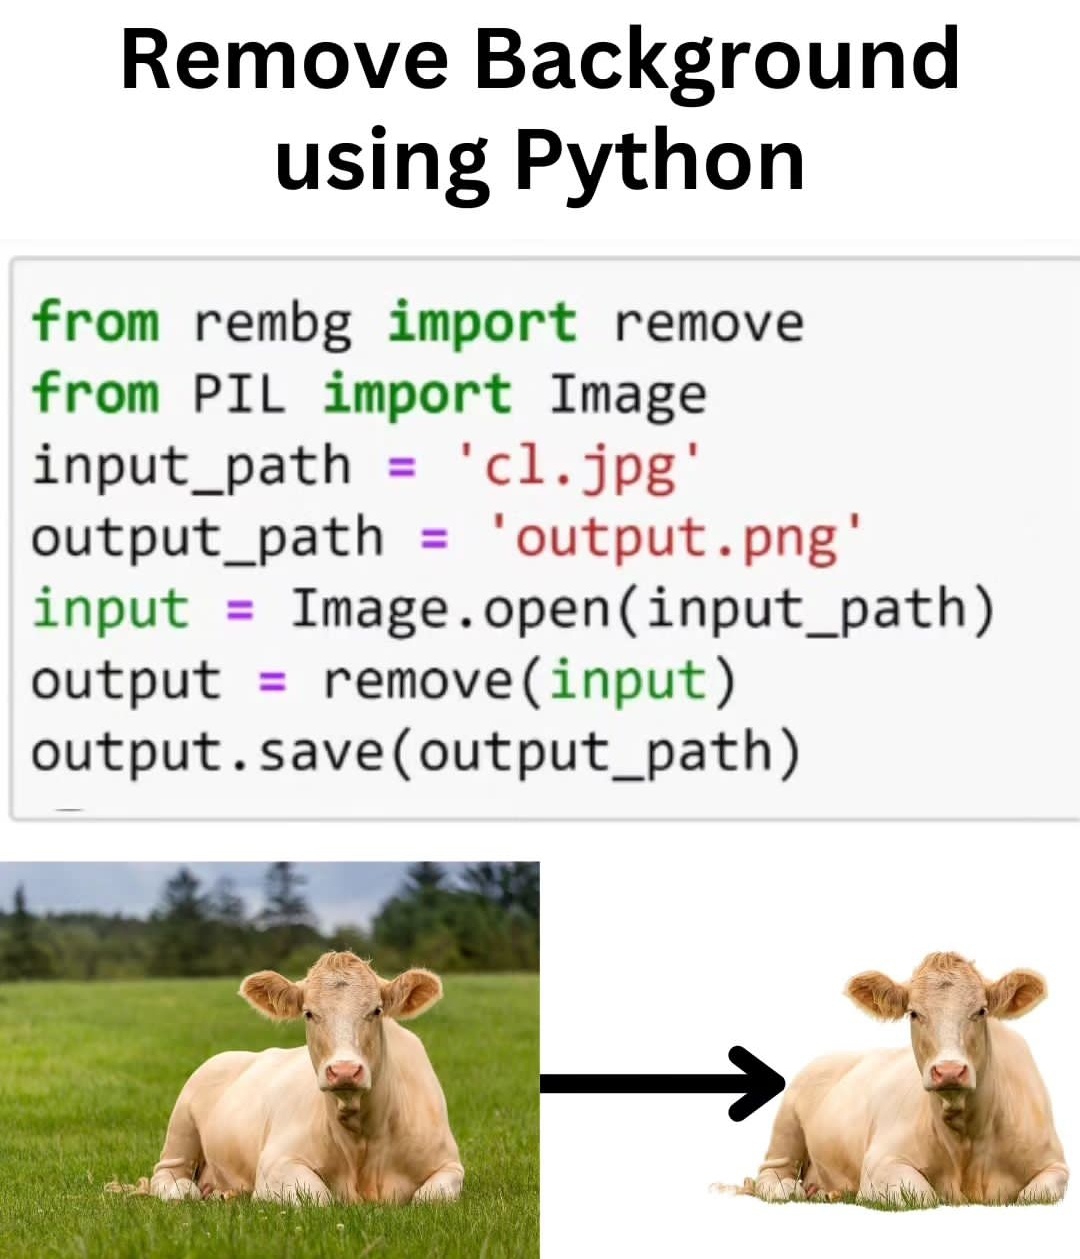 Remove Background
using Python
from rembg import remove
from PIL import Image
input_path = 'cl.jpg'
output_path = 'output.png'
input = Image.open(input_path)
output = remove(input)
output.save(output_path)